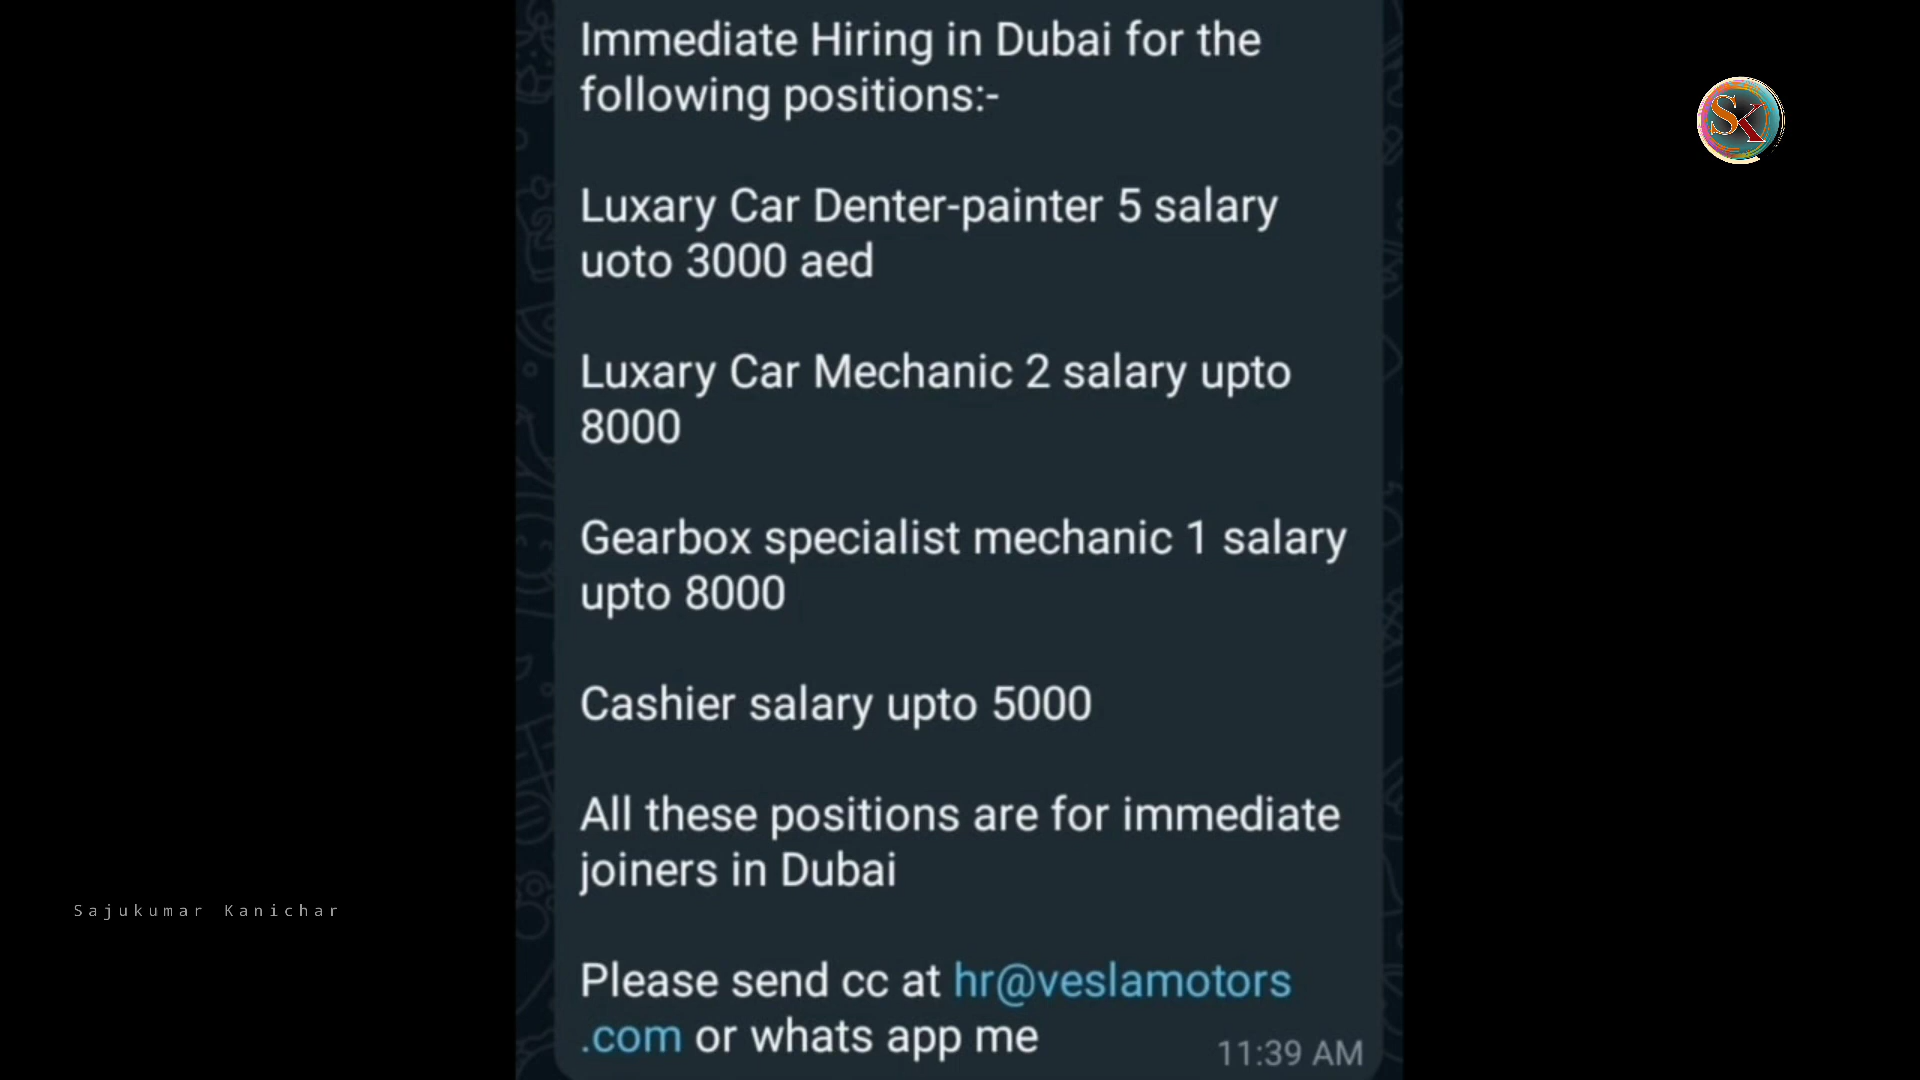 Immediate Hiring in Dubai for the
following positions:-
Luxary Car Denter-painter 5 salary
uoto 3000 aed
Luxary Car Mechanic 2 salary upto
8000
Gearbox specialist mechanic 1 salary
upto 8000
Cashier salary upto 5000
All these positions are for immediate
joiners in Dubai
Please send cc at hr@veslamotors
.com or whats app me
11:39 AM
SK
Sajukumar Kanichar